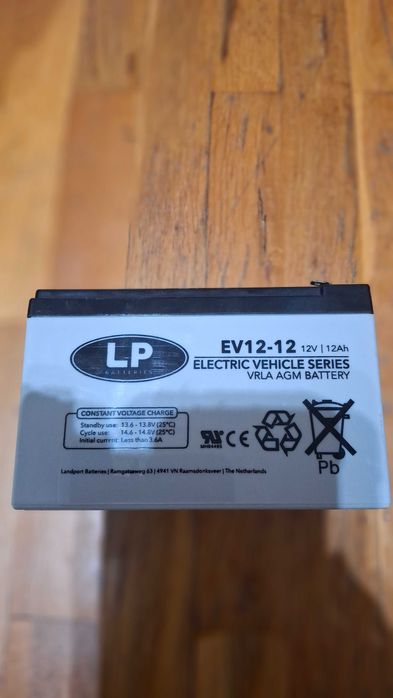 LP
BATTERIES
EV12-12 12V | 12Ah
ELECTRIC VEHICLE SERIES
VRLA AGM BATTERY
CONSTANT VOLTAGE CHARGE
Standby use: 13.6 - 13.8V (25°C)
Cycle use: 14.6 - 14.8V (25°C)
Initial current: Less than 3.6A
CE
Pb
Landport Batteries | Ramgatseweg 63 | 4941 VN Raamsdonksveer | The Netherlands